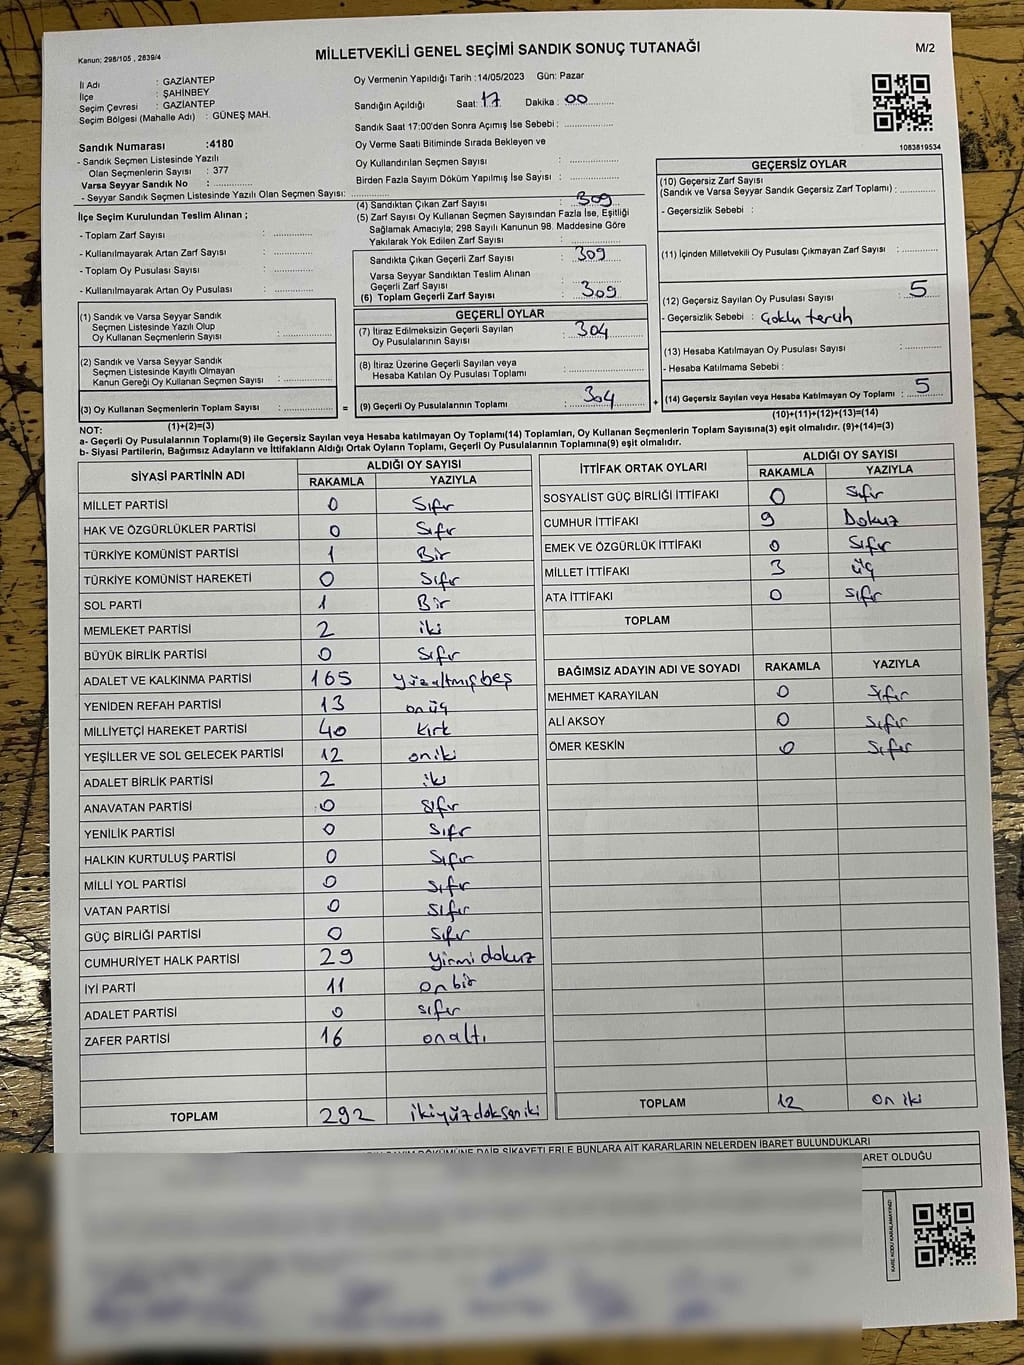 Kanun; 298/105 , 2839/4
MİLLETVEKİLİ GENEL SEÇİMİ SANDIK SONUÇ TUTANAĞI
M/2
İl Adı : GAZİANTEP
İlçe : ŞAHİNBEY
Seçim Çevresi : GAZİANTEP
Seçim Bölgesi (Mahalle Adı) : GÜNEŞ MAH.
Oy Vermenin Yapıldığı Tarih :14/05/2023 Gün: Pazar
Sandığın Açıldığı Saat: 17 Dakika : 00
Sandık Saat 17:00'den Sonra Açımış İse Sebebi :
Oy Verme Saati Bitiminde Sırada Bekleyen ve
Oy Kullandırılan Seçmen Sayısı :
Birden Fazla Sayım Döküm Yapılmış İse Sayısı :
1083819534
Sandık Numarası :4180
- Sandık Seçmen Listesinde Yazılı
Olan Seçmenlerin Sayısı : 377
Varsa Seyyar Sandık No :
- Seyyar Sandık Seçmen Listesinde Yazılı Olan Seçmen Sayısı:
İlçe Seçim Kurulundan Teslim Alınan ;
- Toplam Zarf Sayısı :
- Kullanılmayarak Artan Zarf Sayısı :
- Toplam Oy Pusulası Sayısı :
- Kullanılmayarak Artan Oy Pusulası :
(1) Sandık ve Varsa Seyyar Sandık
Seçmen Listesinde Yazılı Olup
Oy Kullanan Seçmenlerin Sayısı :
(2) Sandık ve Varsa Seyyar Sandık
Seçmen Listesinde Kayıtlı Olmayan
Kanun Gereği Oy Kullanan Seçmen Sayısı :
(3) Oy Kullanan Seçmenlerin Toplam Sayısı : =
(1)+(2)=(3)
(4) Sandıktan Çıkan Zarf Sayısı : 309
(5) Zarf Sayısı Oy Kullanan Seçmen Sayısından Fazla İse, Eşitliği
Sağlamak Amacıyla; 298 Sayılı Kanunun 98. Maddesine Göre
Yakılarak Yok Edilen Zarf Sayısı :
Sandıkta Çıkan Geçerli Zarf Sayısı : 309
Varsa Seyyar Sandıktan Teslim Alınan
Geçerli Zarf Sayısı :
(6) Toplam Geçerli Zarf Sayısı : 309
GEÇERLİ OYLAR
(7) İtiraz Edilmeksizin Geçerli Sayılan
Oy Pusulalarının Sayısı : 304
(8) İtiraz Üzerine Geçerli Sayılan veya
Hesaba Katılan Oy Pusulası Toplamı :
(9) Geçerli Oy Pusulalarının Toplamı : 304 +
GEÇERSİZ OYLAR
(10) Geçersiz Zarf Sayısı
(Sandık ve Varsa Seyyar Sandık Geçersiz Zarf Toplamı) :
- Geçersizlik Sebebi :
(11) İçinden Milletvekili Oy Pusulası Çıkmayan Zarf Sayısı :
(12) Geçersiz Sayılan Oy Pusulası Sayısı : 5
- Geçersizlik Sebebi : Çoklu tercih
(13) Hesaba Katılmayan Oy Pusulası Sayısı :
- Hesaba Katılmama Sebebi :
(14) Geçersiz Sayılan veya Hesaba Katılmayan Oy Toplamı : 5
(10)+(11)+(12)+(13)=(14)
NOT:
a- Geçerli Oy Pusulalarının Toplamı(9) ile Geçersiz Sayılan veya Hesaba katılmayan Oy Toplamı(14) Toplamları, Oy Kullanan Seçmenlerin Toplam Sayısına(3) eşit olmalıdır. (9)+(14)=(3)
b- Siyasi Partilerin, Bağımsız Adayların ve İttifakların Aldığı Ortak Oyların Toplamı, Geçerli Oy Pusulalarının Toplamına(9) eşit olmalıdır.
SİYASİ PARTİNİN ADI ALDIĞI OY SAYISI
RAKAMLA YAZIYLA
MİLLET PARTİSİ 0 Sıfır
HAK VE ÖZGÜRLÜKLER PARTİSİ 0 Sıfır
TÜRKİYE KOMÜNİST PARTİSİ 1 Bir
TÜRKİYE KOMÜNİST HAREKETİ 0 Sıfır
SOL PARTİ 1 Bir
MEMLEKET PARTİSİ 2 iki
BÜYÜK BİRLİK PARTİSİ 0 Sıfır
ADALET VE KALKINMA PARTİSİ 165 yüzaltmışbeş
YENİDEN REFAH PARTİSİ 13 onüç
MİLLİYETÇİ HAREKET PARTİSİ 40 Kırk
YEŞİLLER VE SOL GELECEK PARTİSİ 12 oniki
ADALET BİRLİK PARTİSİ 2 iki
ANAVATAN PARTİSİ 0 sıfır
YENİLİK PARTİSİ 0 Sıfır
HALKIN KURTULUŞ PARTİSİ 0 Sıfır
MİLLİ YOL PARTİSİ 0 Sıfır
VATAN PARTİSİ 0 Sıfır
GÜÇ BİRLİĞİ PARTİSİ 0 Sıfır
CUMHURİYET HALK PARTİSİ 29 yirmi dokuz
İYİ PARTİ 11 onbir
ADALET PARTİSİ 0 sıfır
ZAFER PARTİSİ 16 onaltı
TOPLAM 292 ikiyüzdoksaniki
İTTİFAK ORTAK OYLARI ALDIĞI OY SAYISI
RAKAMLA YAZIYLA
SOSYALİST GÜÇ BİRLİĞİ İTTİFAKI 0 Sıfır
CUMHUR İTTİFAKI 9 Dokuz
EMEK VE ÖZGÜRLÜK İTTİFAKI 0 Sıfır
MİLLET İTTİFAKI 3 üç
ATA İTTİFAKI 0 sıfır
TOPLAM
BAĞIMSIZ ADAYIN ADI VE SOYADI RAKAMLA YAZIYLA
MEHMET KARAYILAN 0 Sıfır
ALİ AKSOY 0 Sıfır
ÖMER KESKİN 0 Sıfır
TOPLAM 12 on iki
SAYIM DÖKÜMÜNE DAİR ŞİKAYETLERLE BUNLARA AİT KARARLARIN NELERDEN İBARET BULUNDUKLARI
ARET OLDUĞU
KARE KODU KARALAMAYINIZ!